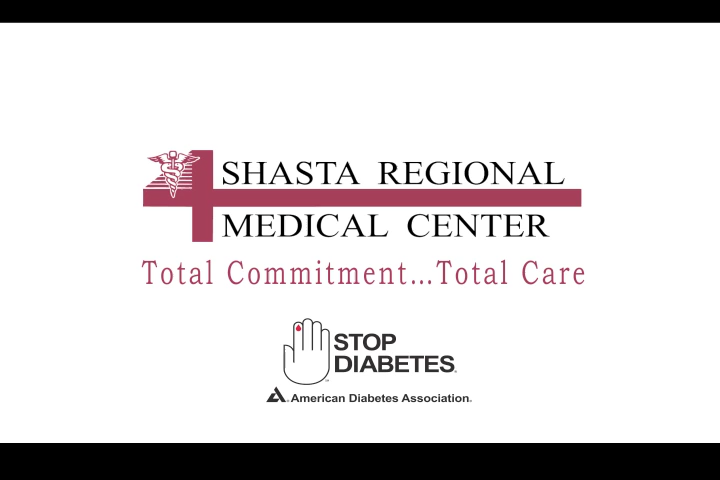 SHASTA REGIONAL
MEDICAL CENTER
Total Commitment...Total Care
STOP
DIABETES®
American Diabetes Association®